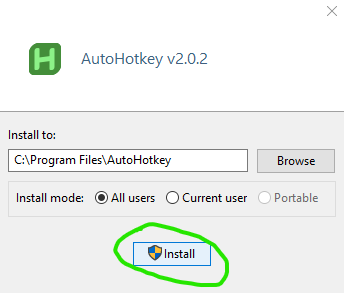 H
AutoHotkey v2.0.2
Install to:
C:\Program Files\AutoHotkey Browse
Install mode: All users Current user Portable
Install